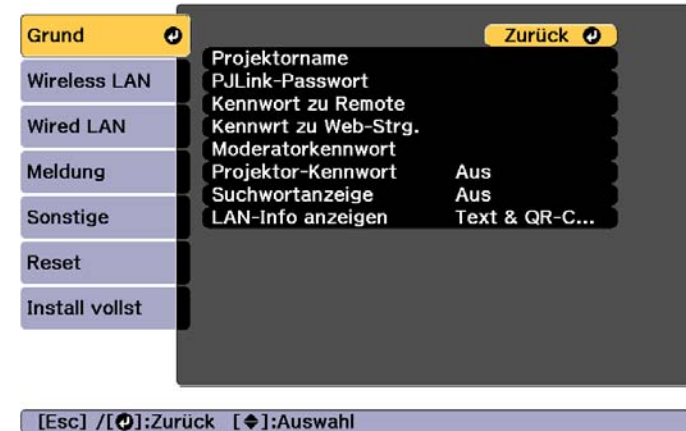 Grund
Wireless LAN
Wired LAN
Meldung
Sonstige
Reset
Install vollst
Zurück
Projektorname
PJLink-Passwort
Kennwort zu Remote
Kennwrt zu Web-Strg.
Moderatorkennwort
Projektor-Kennwort Aus
Suchwortanzeige Aus
LAN-Info anzeigen Text & QR-C...
[Esc] /[⏎]:Zurück [◆]:Auswahl